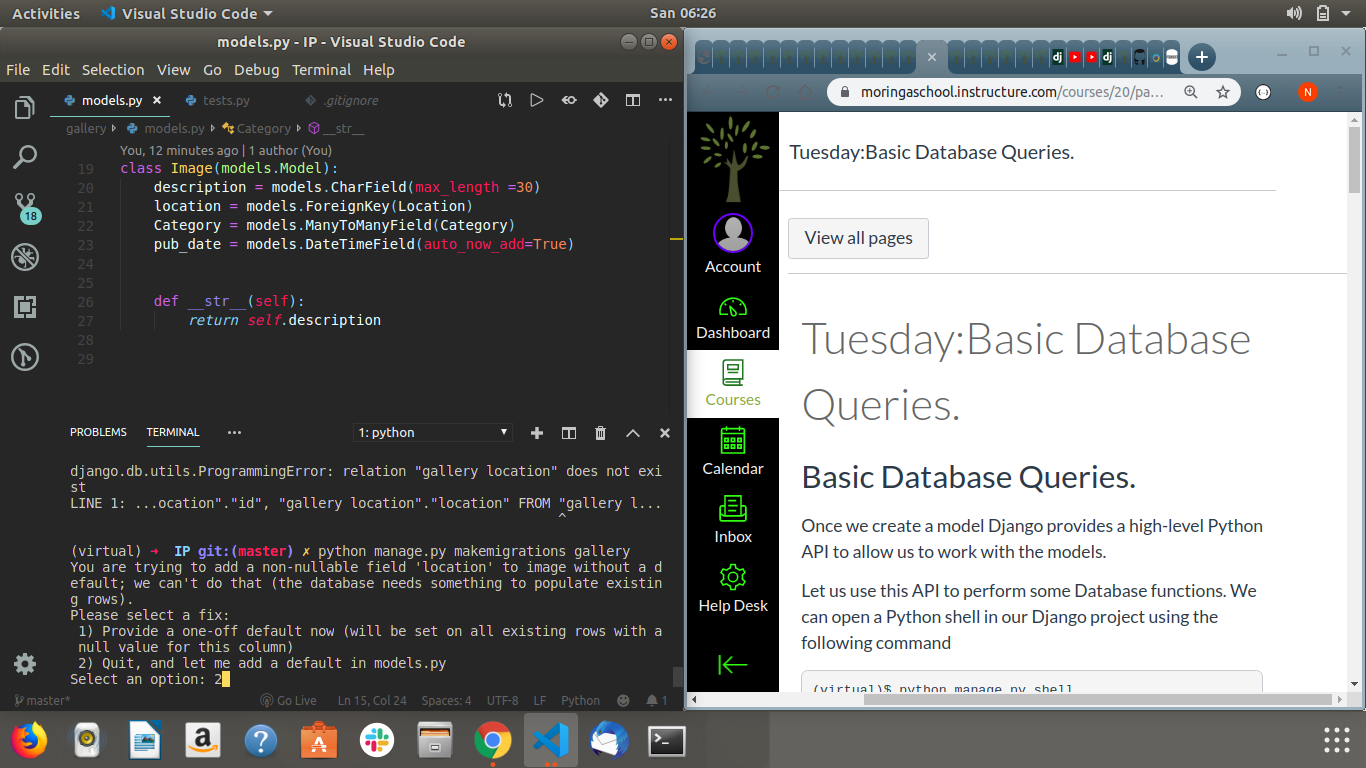 Activities
Visual Studio Code
San 06:26
models.py - IP - Visual Studio Code
File Edit Selection View Go Debug Terminal Help
models.py
tests.py
.gitignore
gallery
models.py
Category
__str__
You, 12 minutes ago | 1 author (You)
19 class Image(models.Model):
20 description = models.CharField(max_length =30)
21 location = models.ForeignKey(Location)
22 Category = models.ManyToManyField(Category)
23 pub_date = models.DateTimeField(auto_now_add=True)
24
25
26 def __str__(self):
27 return self.description
28
29
18
PROBLEMS TERMINAL
1: python
django.db.utils.ProgrammingError: relation "gallery location" does not exi
st
LINE 1: ...ocation"."id", "gallery location"."location" FROM "gallery l...
^
(virtual) ➜ IP git:(master) ✗ python manage.py makemigrations gallery
You are trying to add a non-nullable field 'location' to image without a d
efault; we can't do that (the database needs something to populate existin
g rows).
Please select a fix:
1) Provide a one-off default now (will be set on all existing rows with a
null value for this column)
2) Quit, and let me add a default in models.py
Select an option: 2
master*
Go Live
Ln 15, Col 24
Spaces: 4
UTF-8
LF
Python
1
dj
dj
moringaschool.instructure.com/courses/20/pa...
N
Account
Dashboard
Courses
Calendar
Inbox
Help Desk
Tuesday:Basic Database Queries.
View all pages
Tuesday:Basic Database
Queries.
Basic Database Queries.
Once we create a model Django provides a high-level Python
API to allow us to work with the models.
Let us use this API to perform some Database functions. We
can open a Python shell in our Django project using the
following command
(virtual)$ python manage.py shell